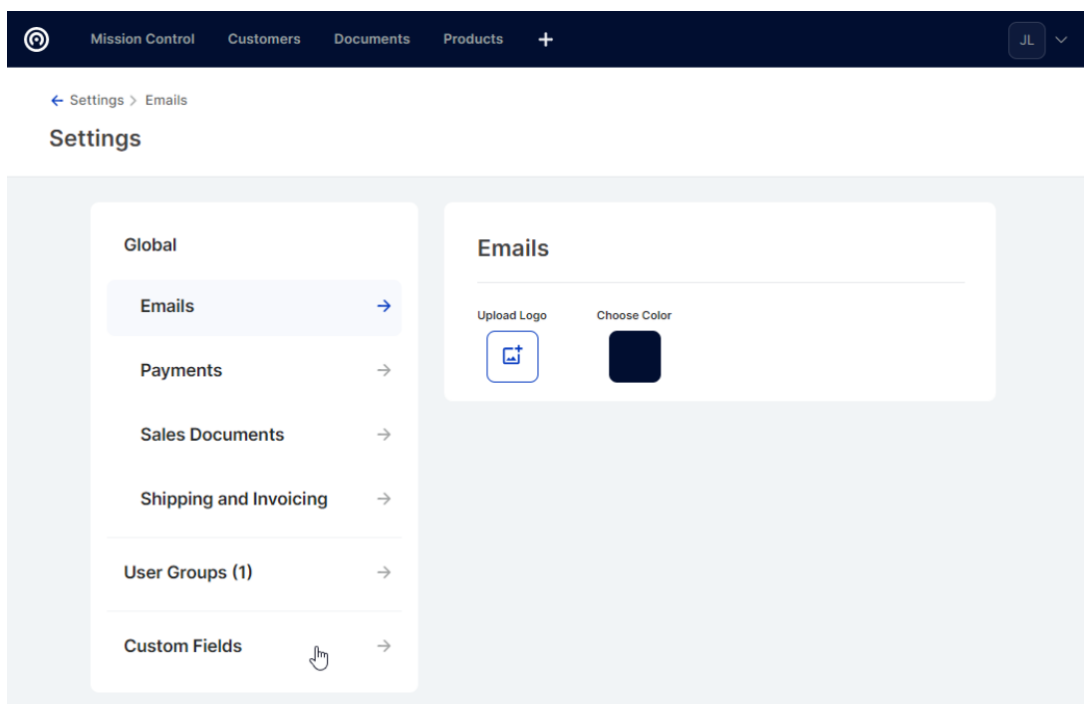 Mission Control Customers Documents Products + JL
← Settings > Emails
Settings
Global
Emails →
Payments →
Sales Documents →
Shipping and Invoicing →
User Groups (1) →
Custom Fields →
Emails
Upload Logo Choose Color